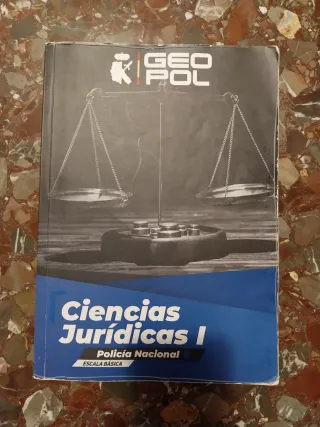 GEO
POL
Ciencias
Jurídicas I
Policía Nacional
ESCALA BÁSICA